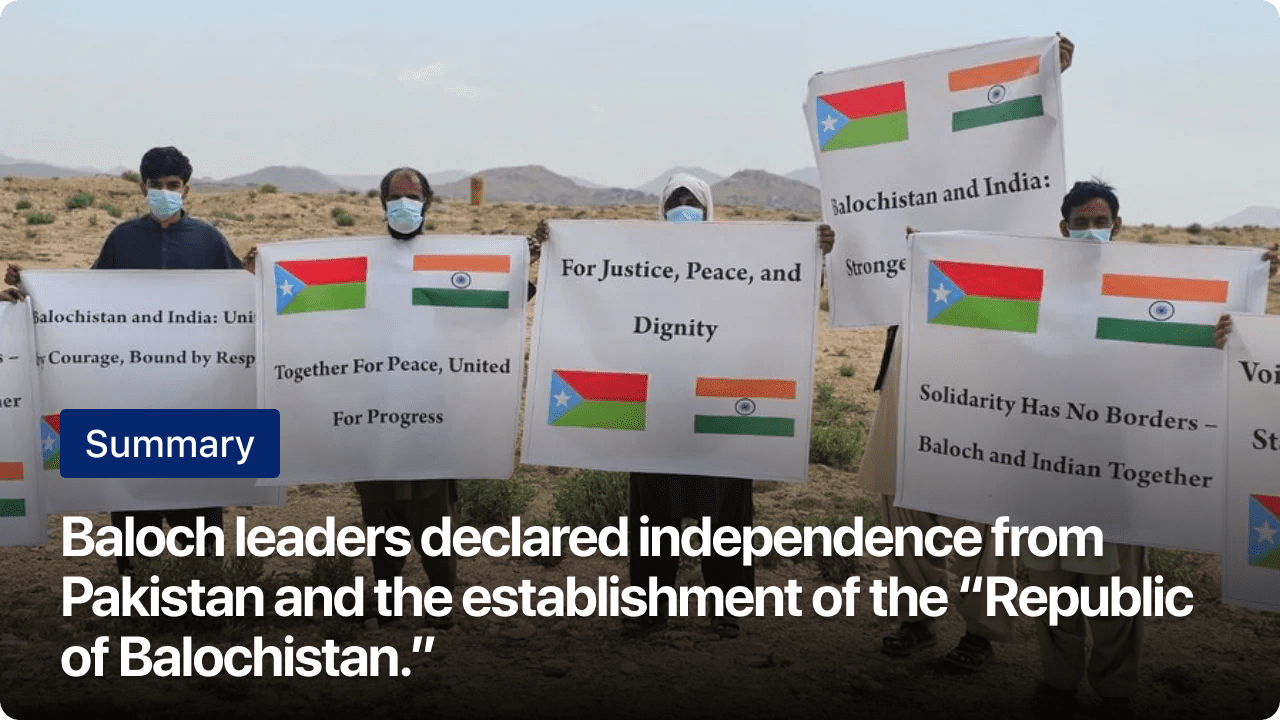 Balochistan and India:
Stronge
For Justice, Peace, and
Dignity
Balochistan and India: Uni
by Courage, Bound by Resp
Together For Peace, United
For Progress
Solidarity Has No Borders –
Baloch and Indian Together
s –
her
Voi
St
Summary
Baloch leaders declared independence from
Pakistan and the establishment of the “Republic
of Balochistan.”